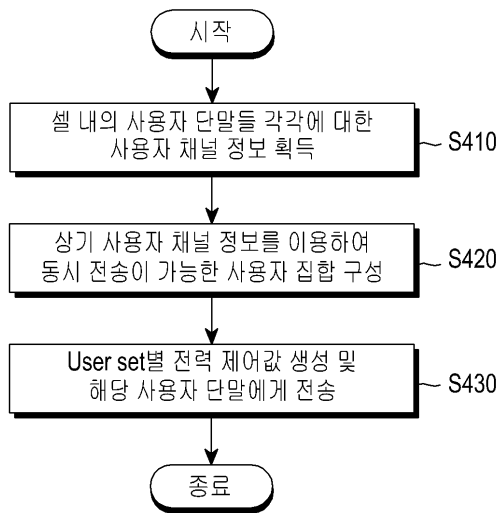 시작
셀 내의 사용자 단말들 각각에 대한
사용자 채널 정보 획득
S410
상기 사용자 채널 정보를 이용하여
동시 전송이 가능한 사용자 집합 구성
S420
User set별 전력 제어값 생성 및
해당 사용자 단말에게 전송
S430
종료